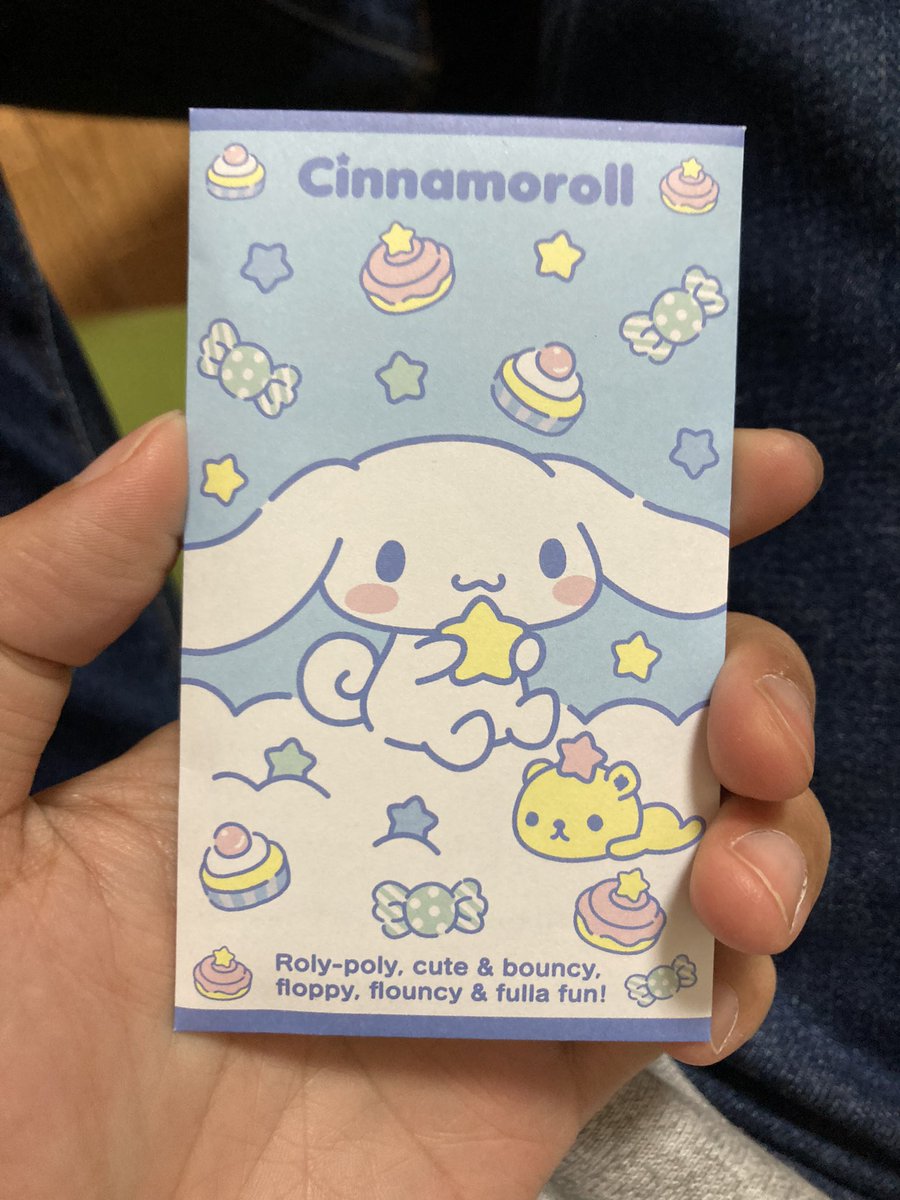 Cinnamoroll
Roly-poly, cute & bouncy,
floppy, flouncy & fulla fun!